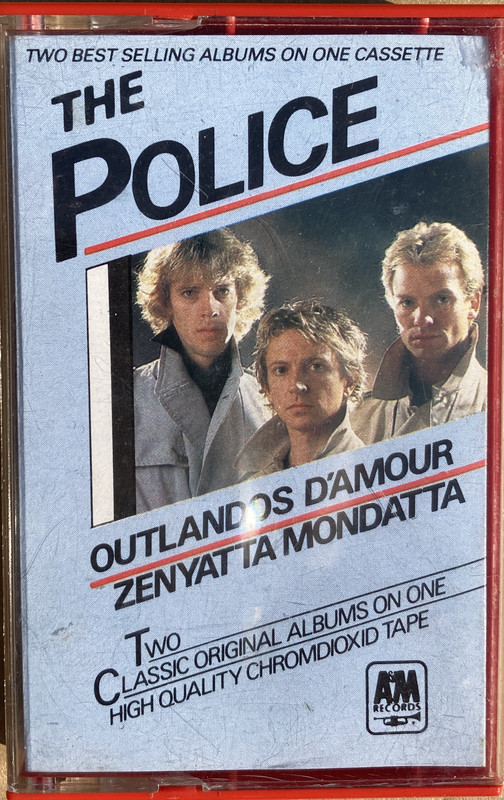 TWO BEST SELLING ALBUMS ON ONE CASSETTE
THE
POLICE
OUTLANDOS D'AMOUR
ZENYATTA MONDATTA
TWO
CLASSIC ORIGINAL ALBUMS ON ONE
HIGH QUALITY CHROMDIOXID TAPE
A&M
RECORDS